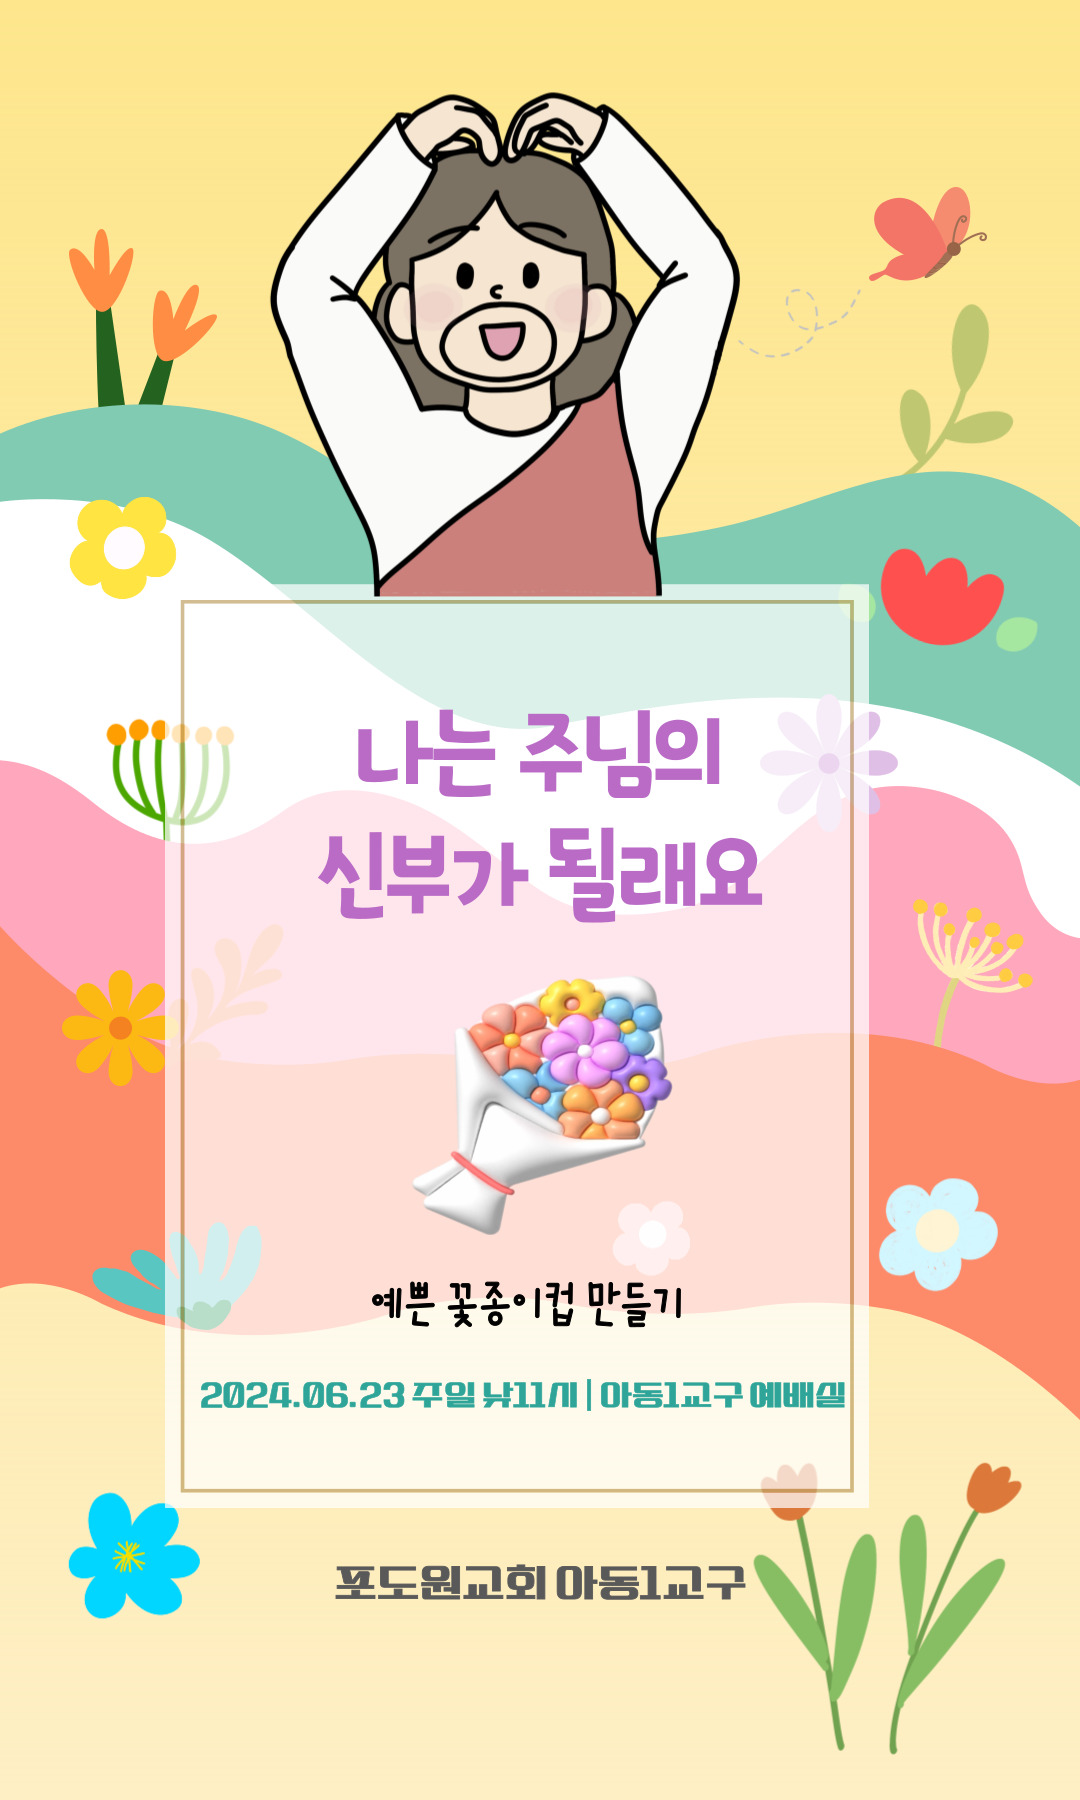 나는 주님의
신부가 될래요
예쁜 꽃종이컵 만들기
2024.06.23 주일 낮11시 | 아동1교구 예배실
포도원교회 아동1교구